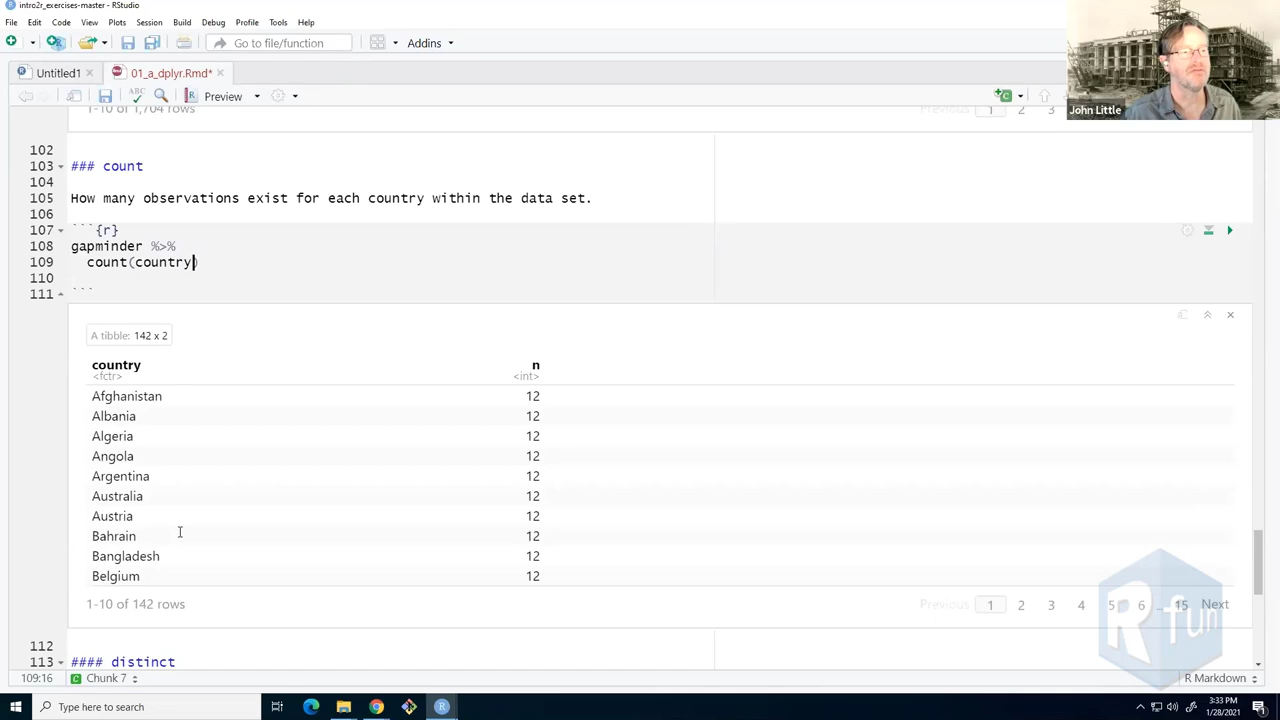 intro2r_exercises-master - RStudio
File Edit Code View Plots Session Build Debug Profile Tools Help
Go to file/function Addins
Untitled1 01_a_dplyr.Rmd*
ABC Preview
1-10 of 1,704 rows Previous 1 2 3
John Little
102
103 ### count
104
105 How many observations exist for each country within the data set.
106
107 ```{r}
108 gapminder %>%
109 count(country)
110
111 ```
A tibble: 142 x 2
country n
<fctr> <int>
Afghanistan 12
Albania 12
Algeria 12
Angola 12
Argentina 12
Australia 12
Austria 12
Bahrain 12
Bangladesh 12
Belgium 12
1-10 of 142 rows Previous 1 2 3 4 5 6 ... 15 Next
R fun
112
113 #### distinct
109:16 C Chunk 7 R Markdown
Type here to search
3:33 PM
1/28/2021